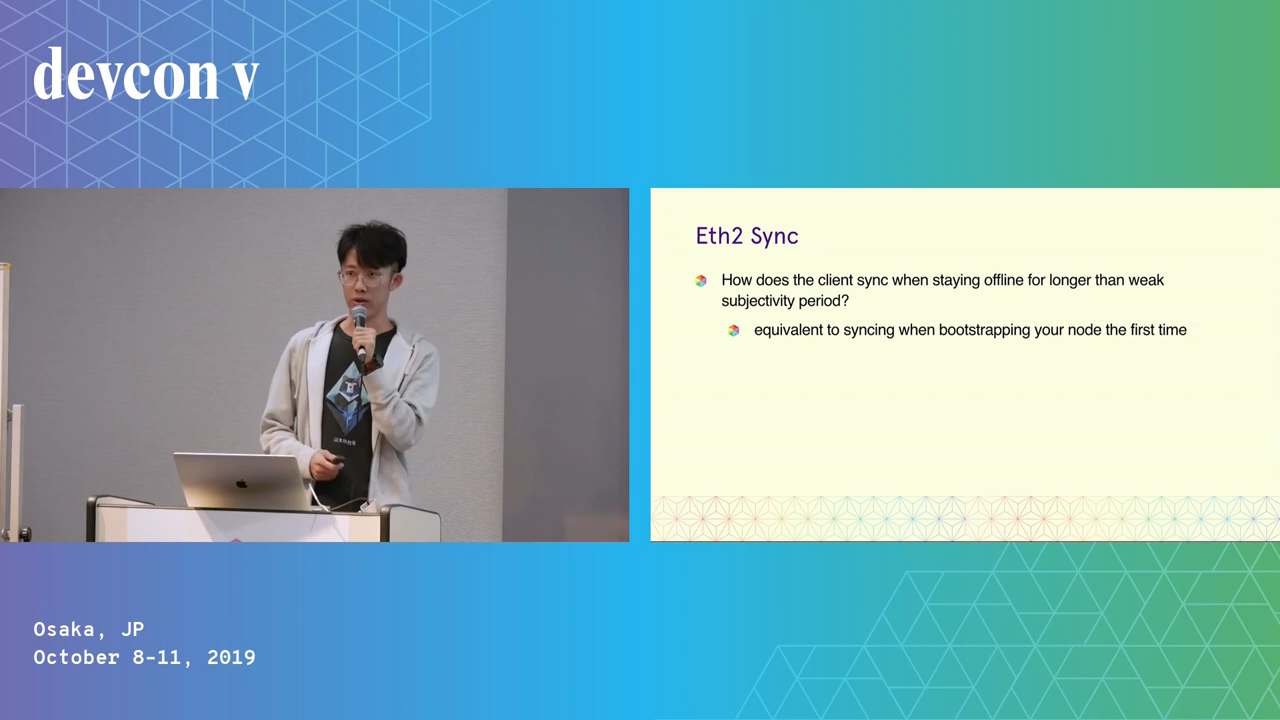 devcon v
Eth2 Sync
How does the client sync when staying offline for longer than weak
subjectivity period?
equivalent to syncing when bootstrapping your node the first time
Osaka, JP
October 8-11, 2019